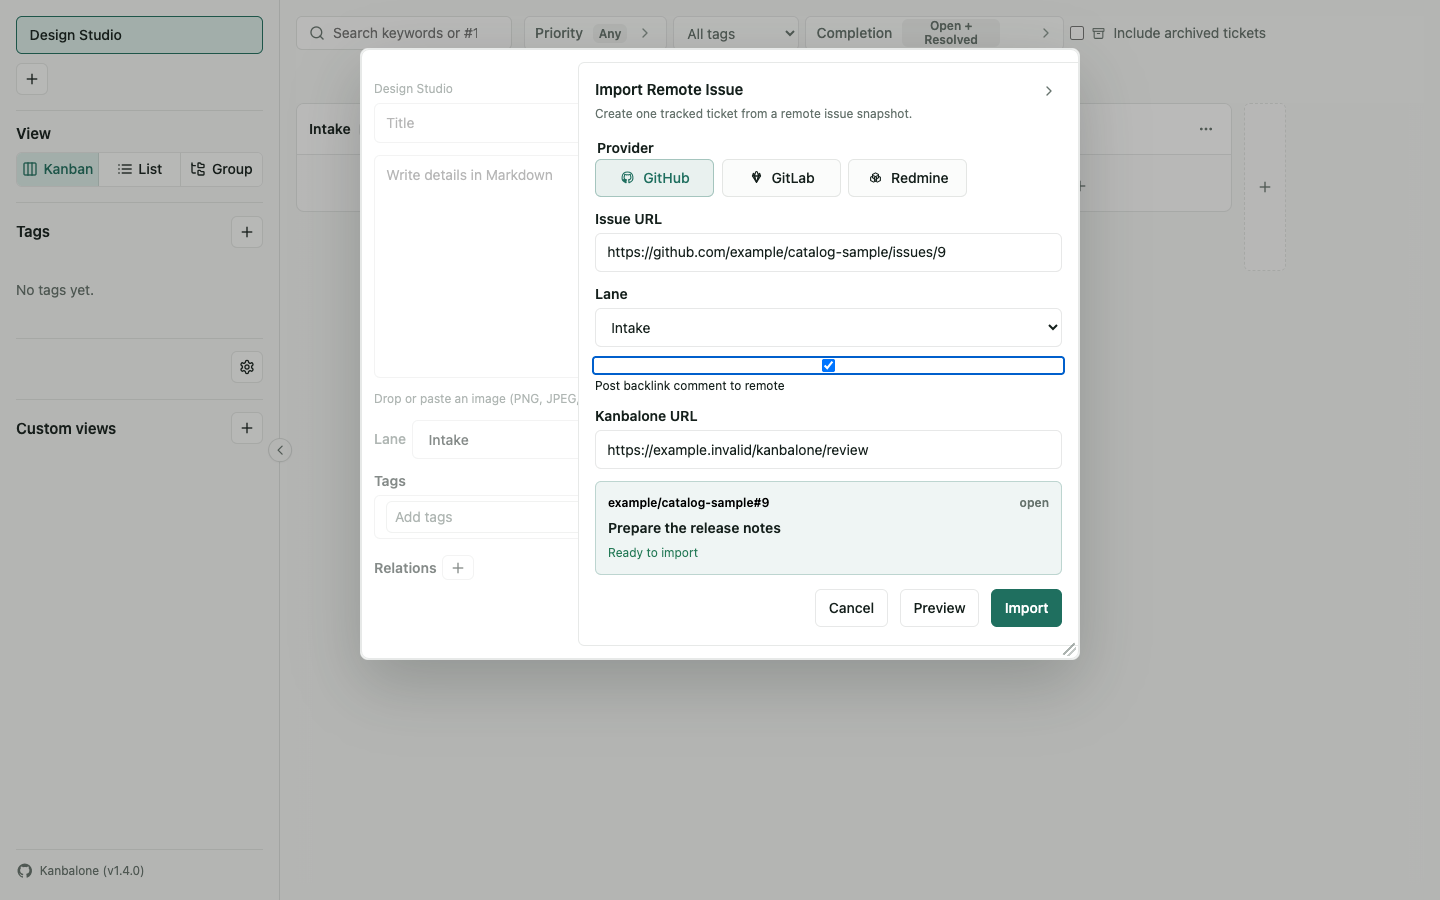 Design Studio
View
Kanban
List
Group
Tags
No tags yet.
Custom views
Kanbalone (v1.4.0)
Search keywords or #1
Priority
Any
All tags
Completion
Open +
Resolved
Include archived tickets
Intake
Design Studio
Title
Write details in Markdown
Drop or paste an image (PNG, JPEG,
Lane
Intake
Tags
Add tags
Relations
Import Remote Issue
Create one tracked ticket from a remote issue snapshot.
Provider
GitHub
GitLab
Redmine
Issue URL
https://github.com/example/catalog-sample/issues/9
Lane
Intake
Post backlink comment to remote
Kanbalone URL
https://example.invalid/kanbalone/review
example/catalog-sample#9
open
Prepare the release notes
Ready to import
Cancel
Preview
Import